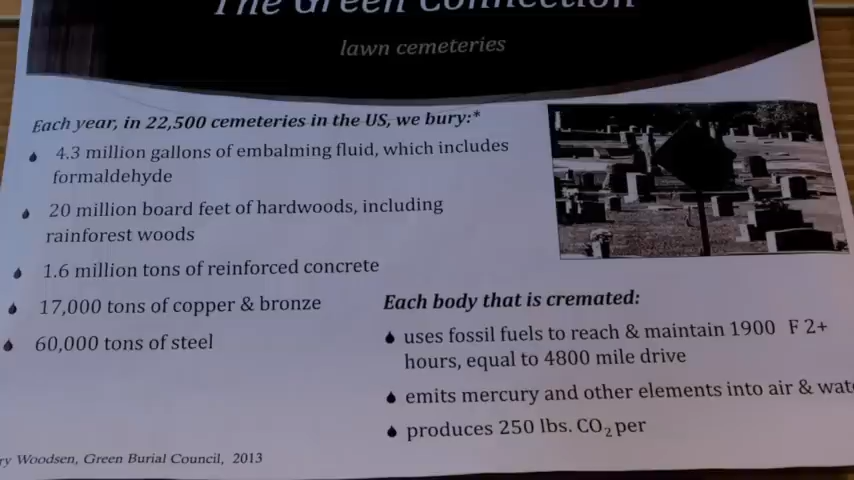 The Green Connection
lawn cemeteries
Each year, in 22,500 cemeteries in the US, we bury:*
4.3 million gallons of embalming fluid, which includes
formaldehyde
20 million board feet of hardwoods, including
rainforest woods
1.6 million tons of reinforced concrete
17,000 tons of copper & bronze
60,000 tons of steel
Each body that is cremated:
uses fossil fuels to reach & maintain 1900 F 2+
hours, equal to 4800 mile drive
emits mercury and other elements into air &
produces 250 lbs. CO₂ per
Woodsen, Green Burial Council, 2013